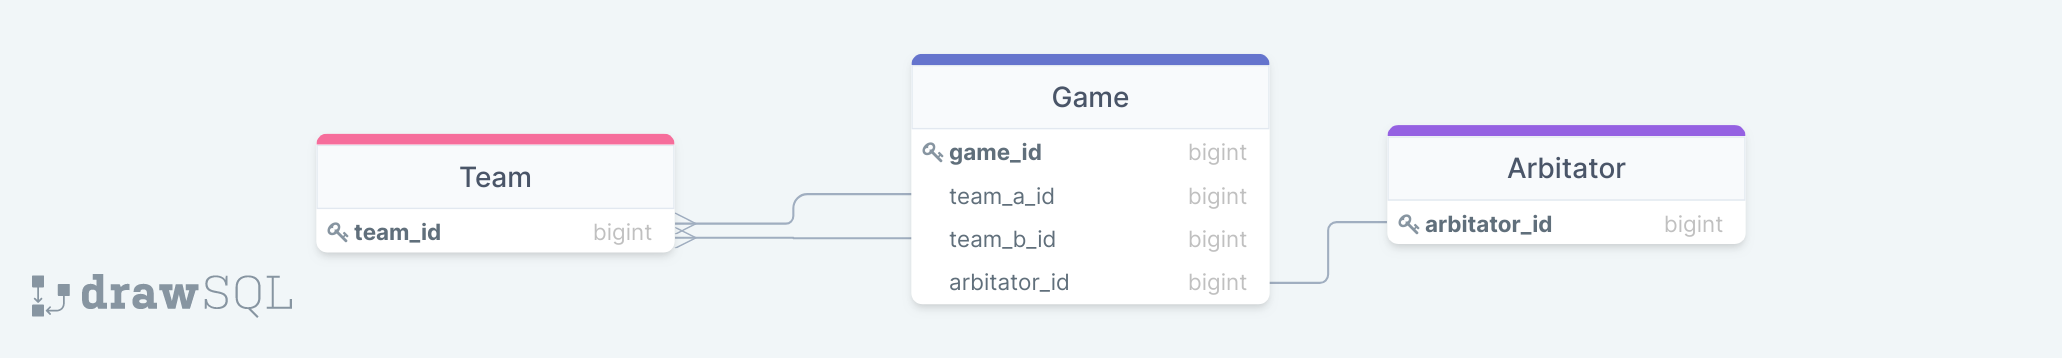 Team
team_id bigint
Game
game_id bigint
team_a_id bigint
team_b_id bigint
arbitator_id bigint
Arbitator
arbitator_id bigint
drawSQL